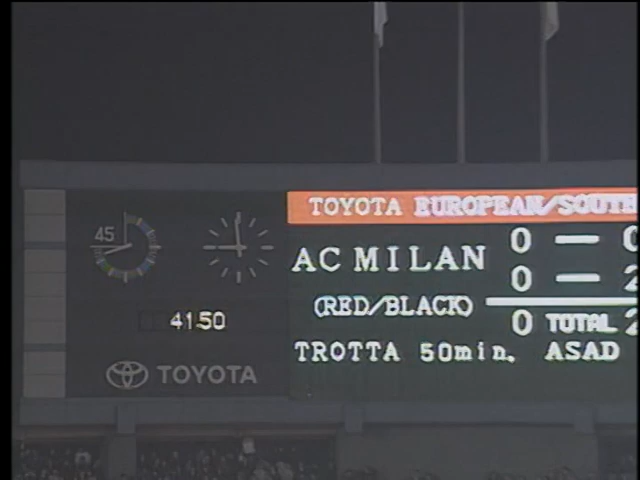 TOYOTA EUROPEAN/SOUTH
45
AC MILAN 0 — 0
0 — 2
(RED/BLACK)
0 TOTAL 2
41 50
TROTTA 50min. ASAD
TOYOTA